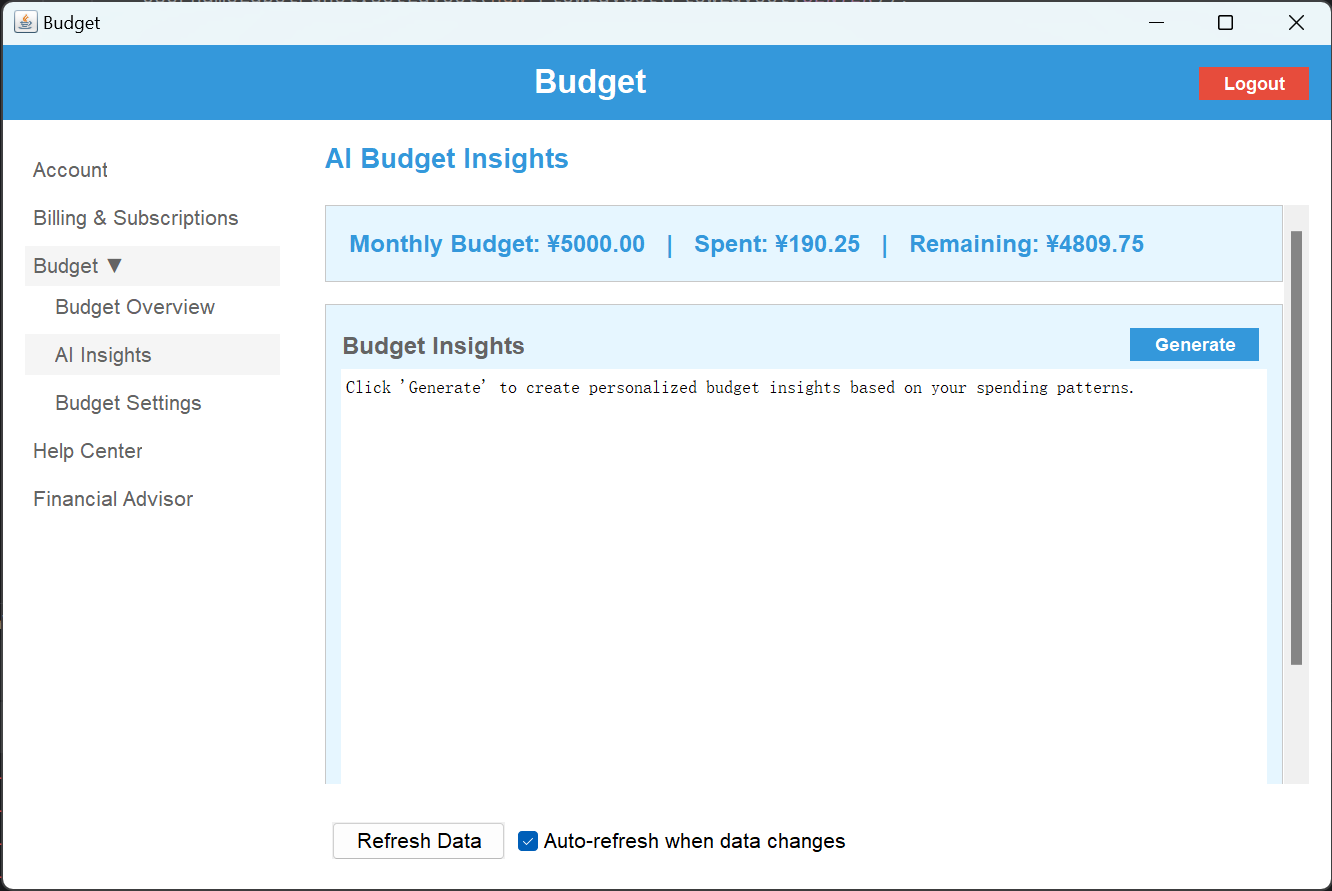 Budget
Budget
Logout
Account
Billing & Subscriptions
Budget ▼
Budget Overview
AI Insights
Budget Settings
Help Center
Financial Advisor
AI Budget Insights
Monthly Budget: ¥5000.00 | Spent: ¥190.25 | Remaining: ¥4809.75
Budget Insights
Generate
Click 'Generate' to create personalized budget insights based on your spending patterns.
Refresh Data
Auto-refresh when data changes